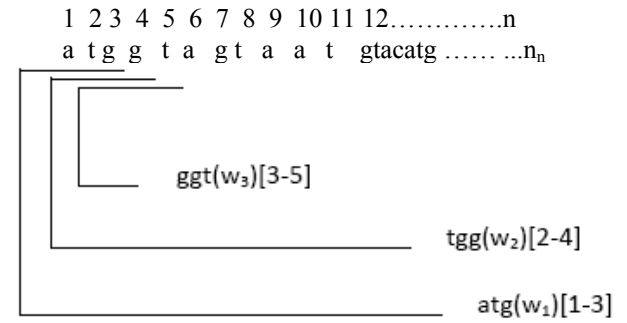 1 2 3 4 5 6 7 8 9 10 11 12………….n
a t g g t a g t a a t gtacatg …… ...nₙ
ggt(w₃)[3-5]
tgg(w₂)[2-4]
atg(w₁)[1-3]